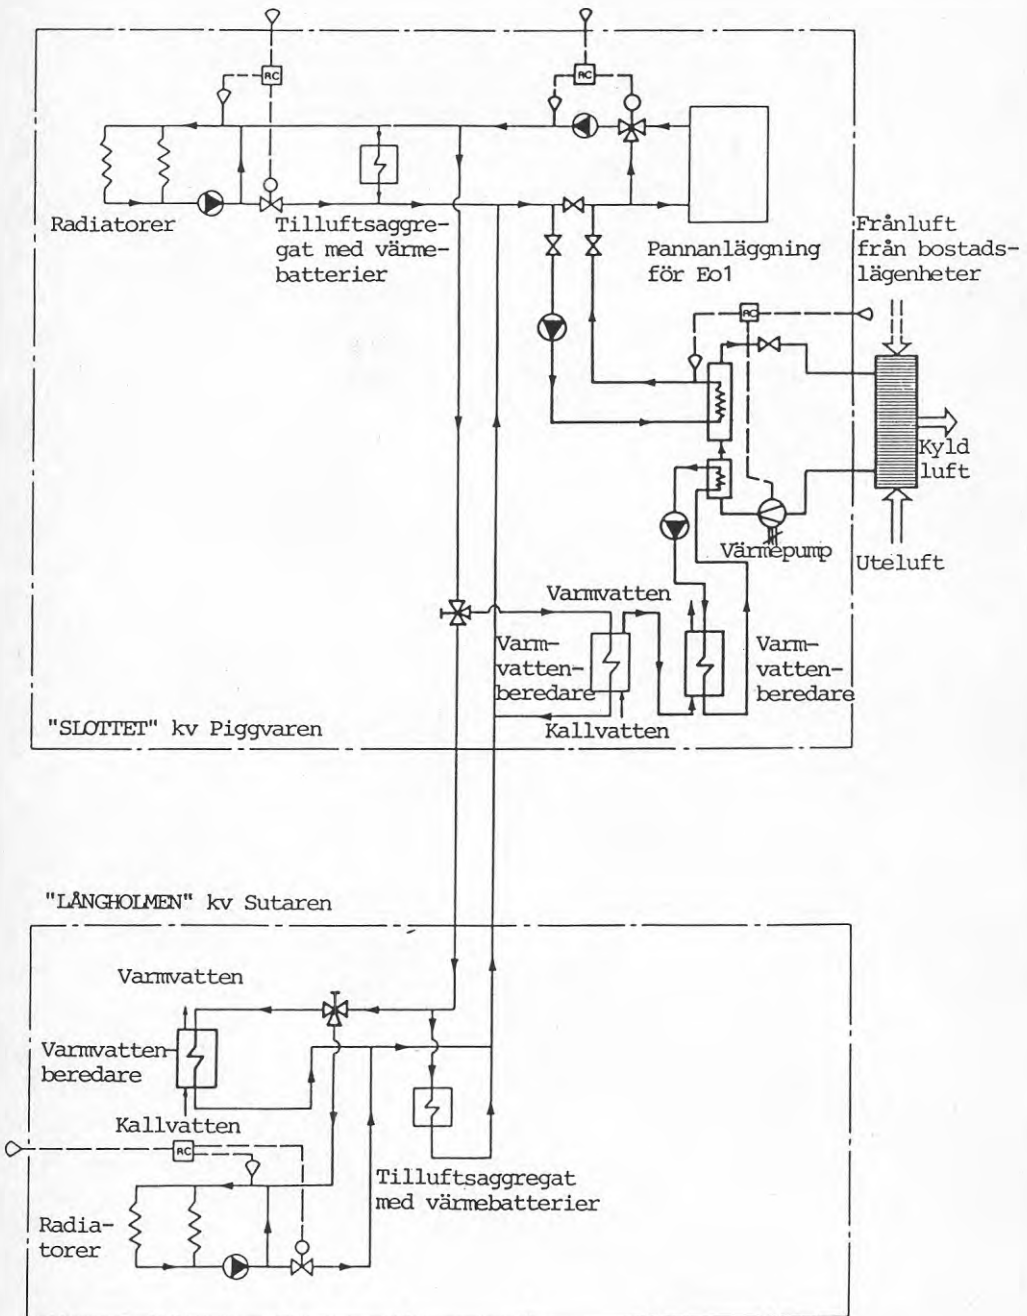 RC
RC
Radiatorer
Tilluftsaggre-
gat med värme-
batterier
Pannanläggning
för Eo1
Frånluft
från bostads-
lägenheter
RC
Kyld
luft
Värmepump
Uteluft
Varmvatten
Varm-
vatten-
beredare
Varm-
vatten-
beredare
Kallvatten
"SLOTTET" kv Piggvaren
"LÅNGHOLMEN" kv Sutaren
Varmvatten
Varmvatten
beredare
Kallvatten
RC
Tilluftsaggregat
med värmebatterier
Radia-
torer